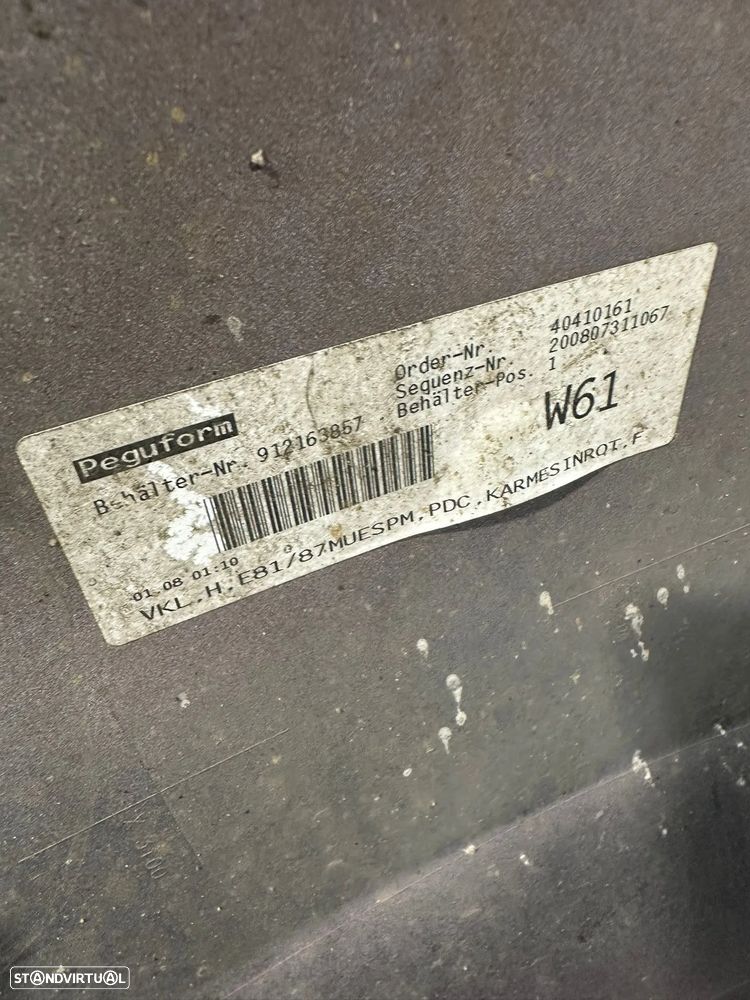 Peguform
Order-Nr. 40410161
Sequenz-Nr. 200807311067
Behälter-Pos. 1
Behälter-Nr. 912163857
W61
01.08 01:10
VKL.H.E81/87MUESPM.PDC.KARMESINROT.F
STANDVIRTUAL